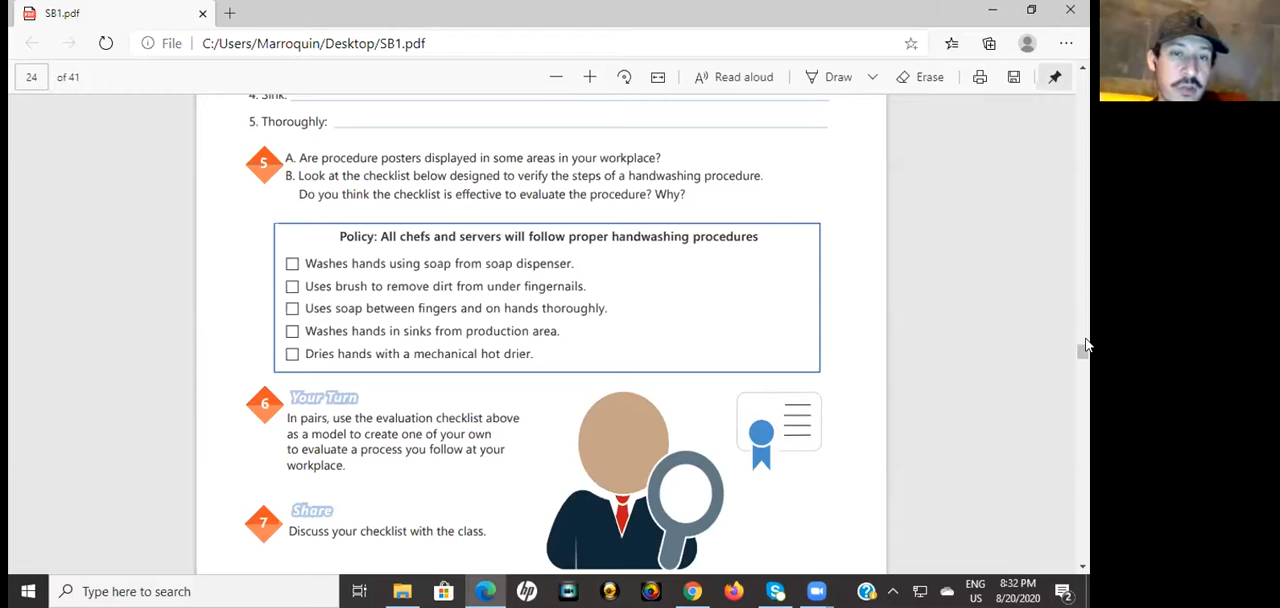 SB1.pdf
File
C:/Users/Marroquin/Desktop/SB1.pdf
24
of 41
Read aloud
Draw
Erase
4. Sink:
5. Thoroughly:
5
A. Are procedure posters displayed in some areas in your workplace?
B. Look at the checklist below designed to verify the steps of a handwashing procedure.
Do you think the checklist is effective to evaluate the procedure? Why?
Policy: All chefs and servers will follow proper handwashing procedures
Washes hands using soap from soap dispenser.
Uses brush to remove dirt from under fingernails.
Uses soap between fingers and on hands thoroughly.
Washes hands in sinks from production area.
Dries hands with a mechanical hot drier.
6
Your Turn
In pairs, use the evaluation checklist above
as a model to create one of your own
to evaluate a process you follow at your
workplace.
7
Share
Discuss your checklist with the class.
Type here to search
hp
ENG
US
8:32 PM
8/20/2020
2